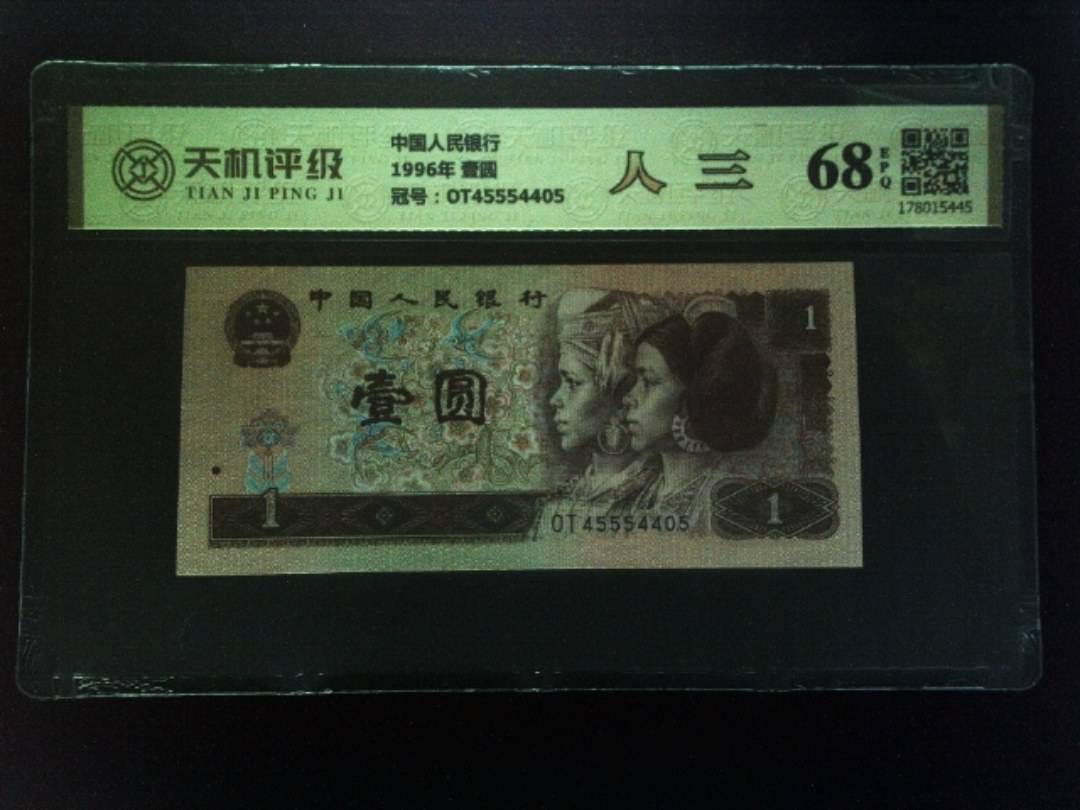 天机评级
TIAN JI PING JI
中国人民银行
1996年 壹圆
冠号：OT45554405
人三
68
EPQ
178015445
中国人民银行
1
壹圆
1
OT45554405
1